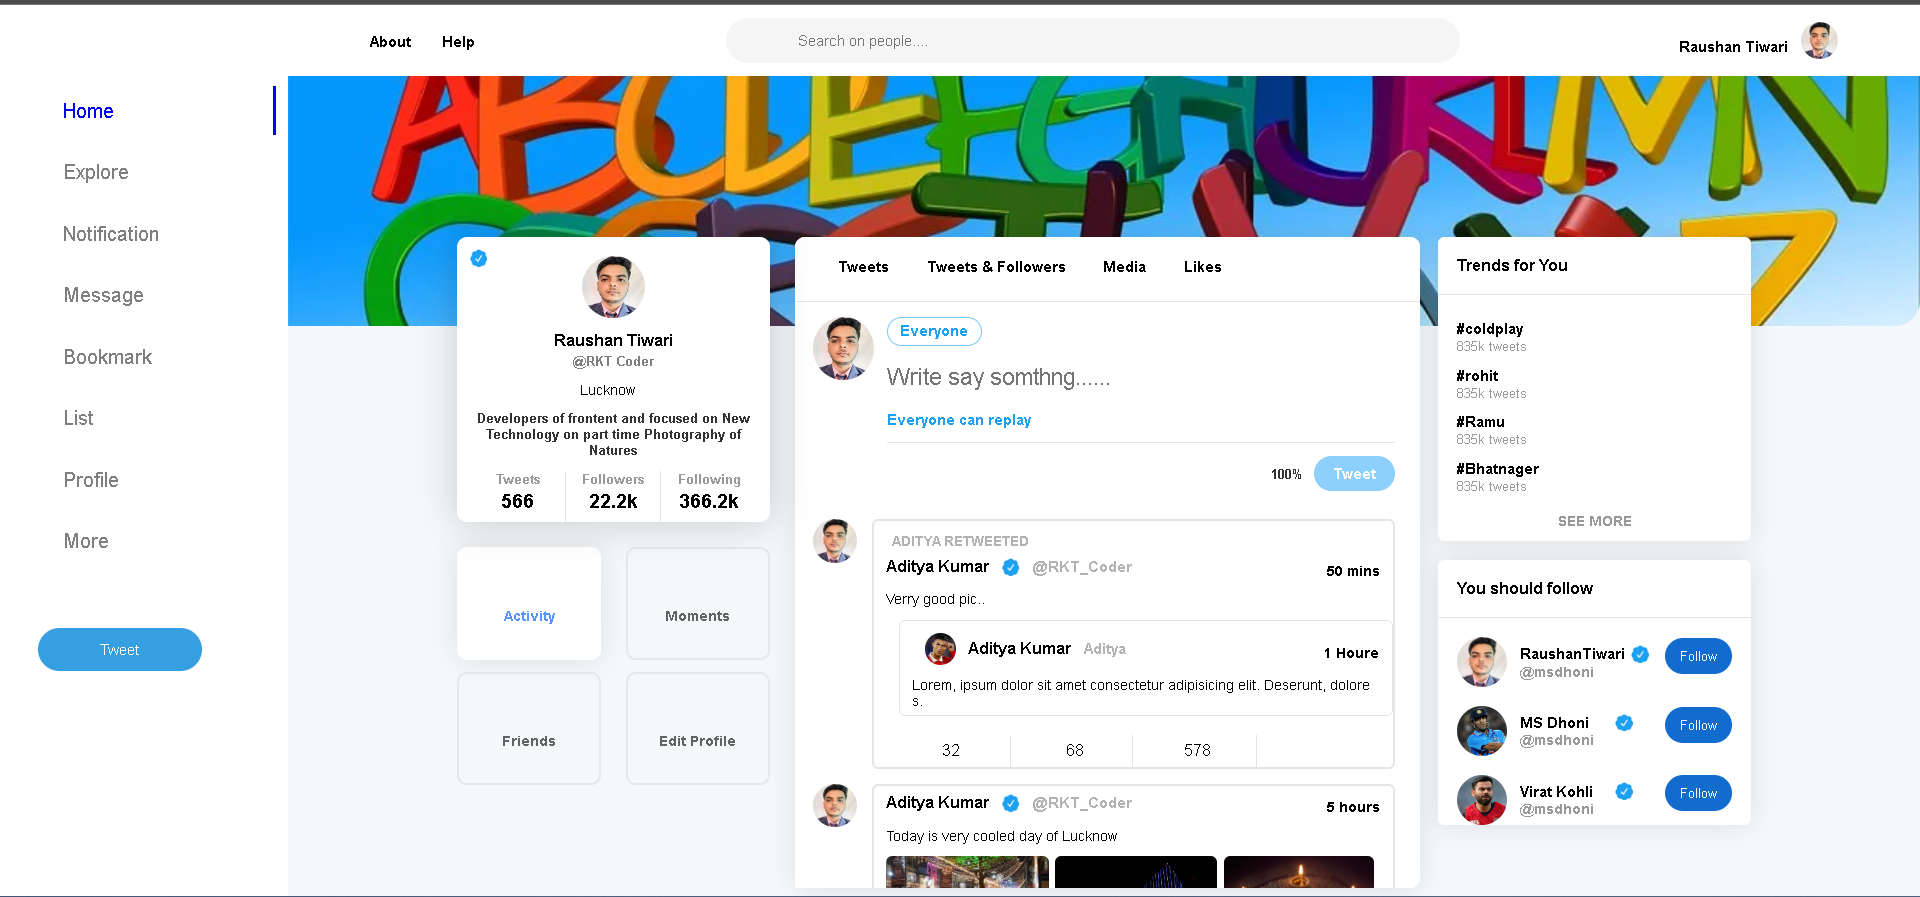 About
Help
Search on people....
Raushan Tiwari
Home
Explore
Notification
Message
Bookmark
List
Profile
More
Tweet
Raushan Tiwari
@RKT Coder
Lucknow
Developers of frontent and focused on New
Technology on part time Photography of
Natures
Tweets
566
Followers
22.2k
Following
366.2k
Activity
Moments
Friends
Edit Profile
Tweets
Tweets & Followers
Media
Likes
Everyone
Write say somthng......
Everyone can replay
100%
Tweet
ADITYA RETWEETED
Aditya Kumar
@RKT_Coder
50 mins
Verry good pic..
Aditya Kumar
Aditya
1 Houre
Lorem, ipsum dolor sit amet consectetur adipisicing elit. Deserunt, dolore
s.
32
68
578
Aditya Kumar
@RKT_Coder
5 hours
Today is very cooled day of Lucknow
Trends for You
#coldplay
835k tweets
#rohit
835k tweets
#Ramu
835k tweets
#Bhatnager
835k tweets
SEE MORE
You should follow
RaushanTiwari
@msdhoni
Follow
MS Dhoni
@msdhoni
Follow
Virat Kohli
@msdhoni
Follow